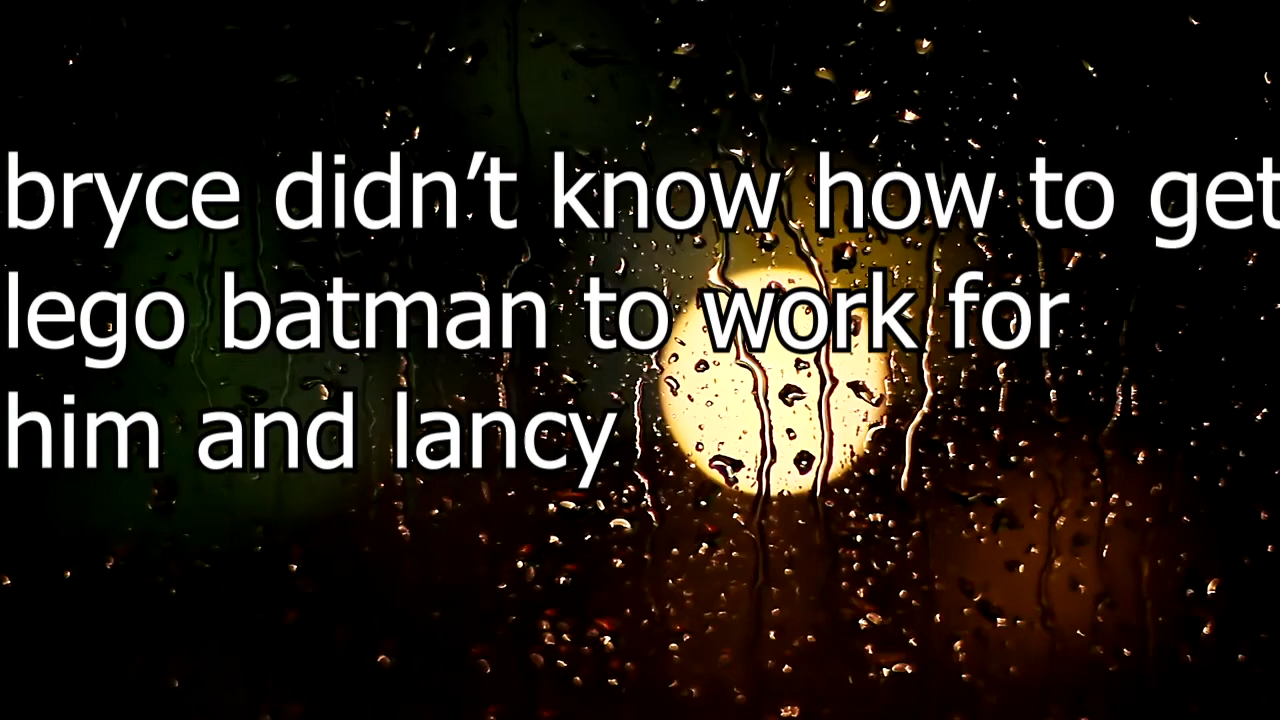 bryce didn’t know how to get
lego batman to work for
him and lancy